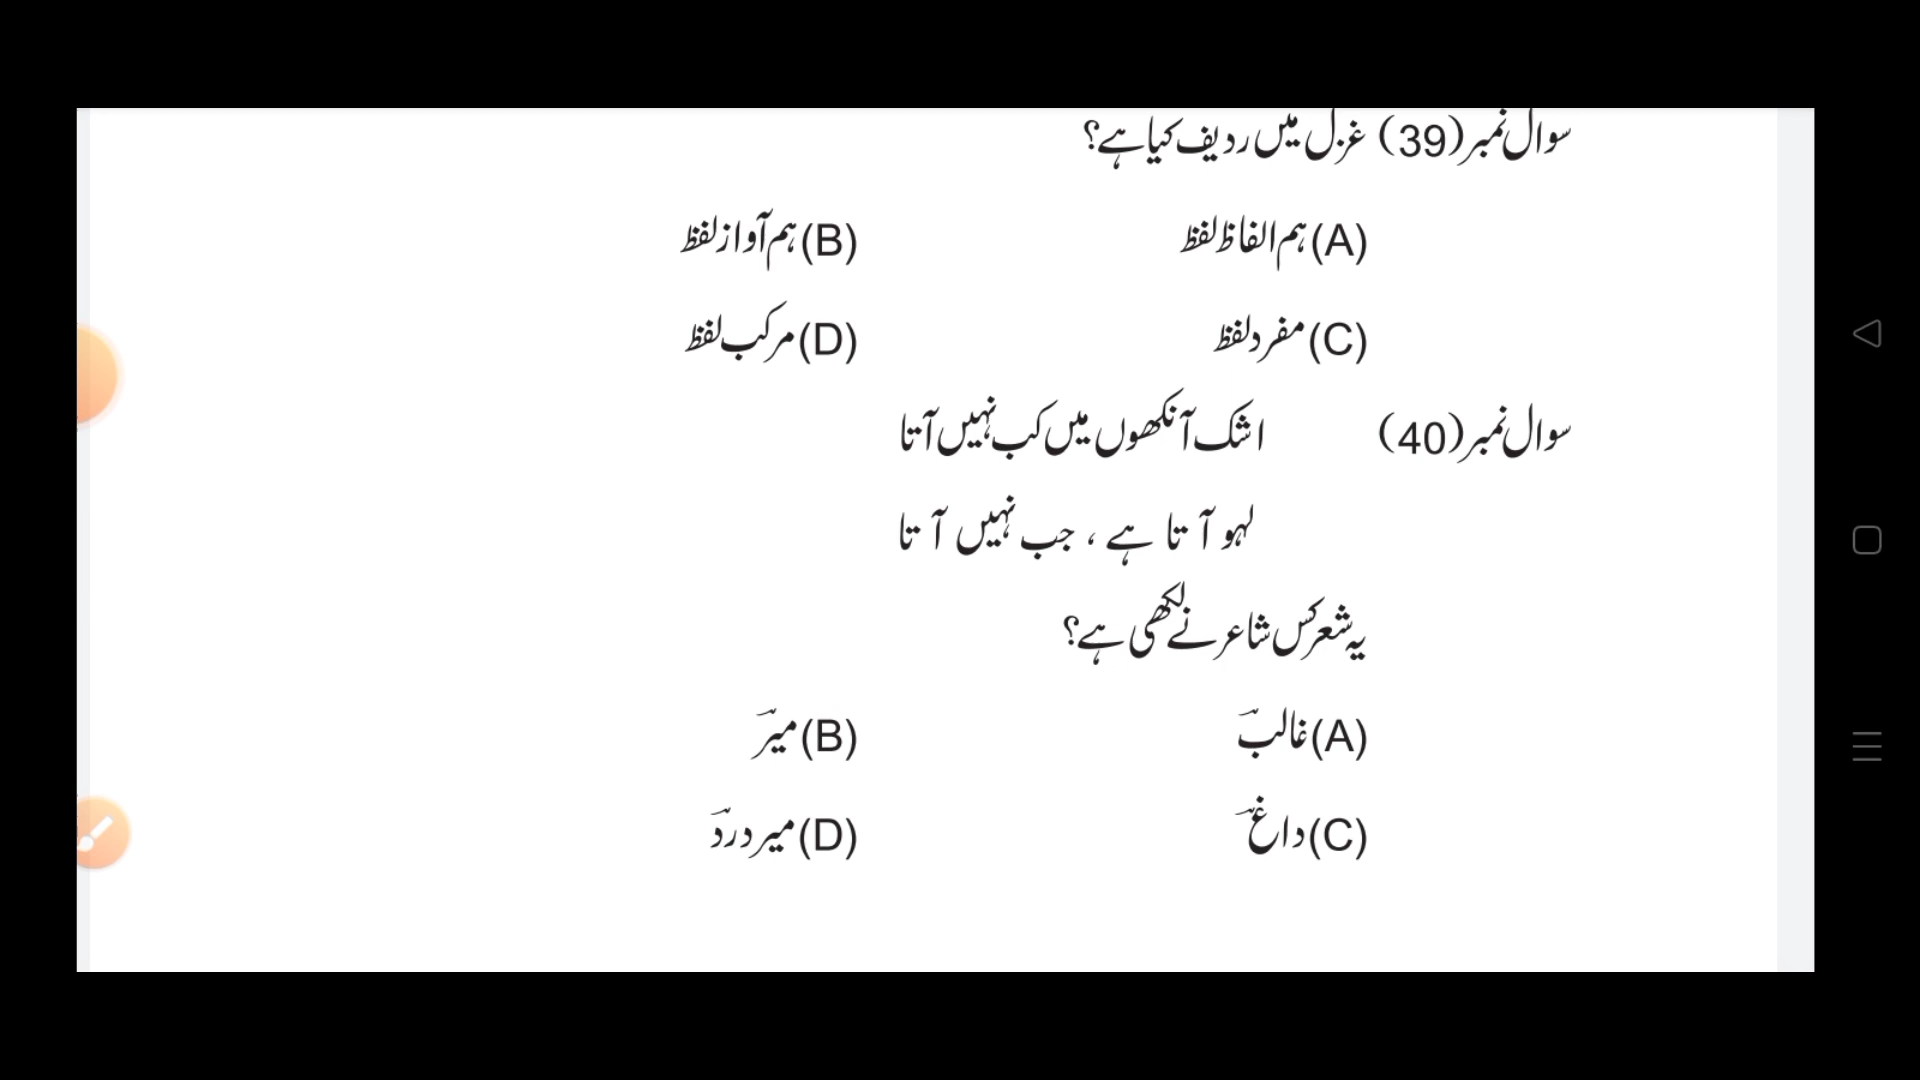 سوال نمبر (39) غزل میں ردیف کیا ہے؟
(A) ہم الفاظ لفظ (B) ہم آواز لفظ
(C) مفرد لفظ (D) مرکب لفظ
سوال نمبر (40) اشک آنکھوں میں کب نہیں آتا
لہو آتا ہے ، جب نہیں آتا
یہ شعر کس شاعر نے لکھی ہے؟
(A) غالبؔ (B) میرؔ
(C) داغؔ (D) میر دردؔ